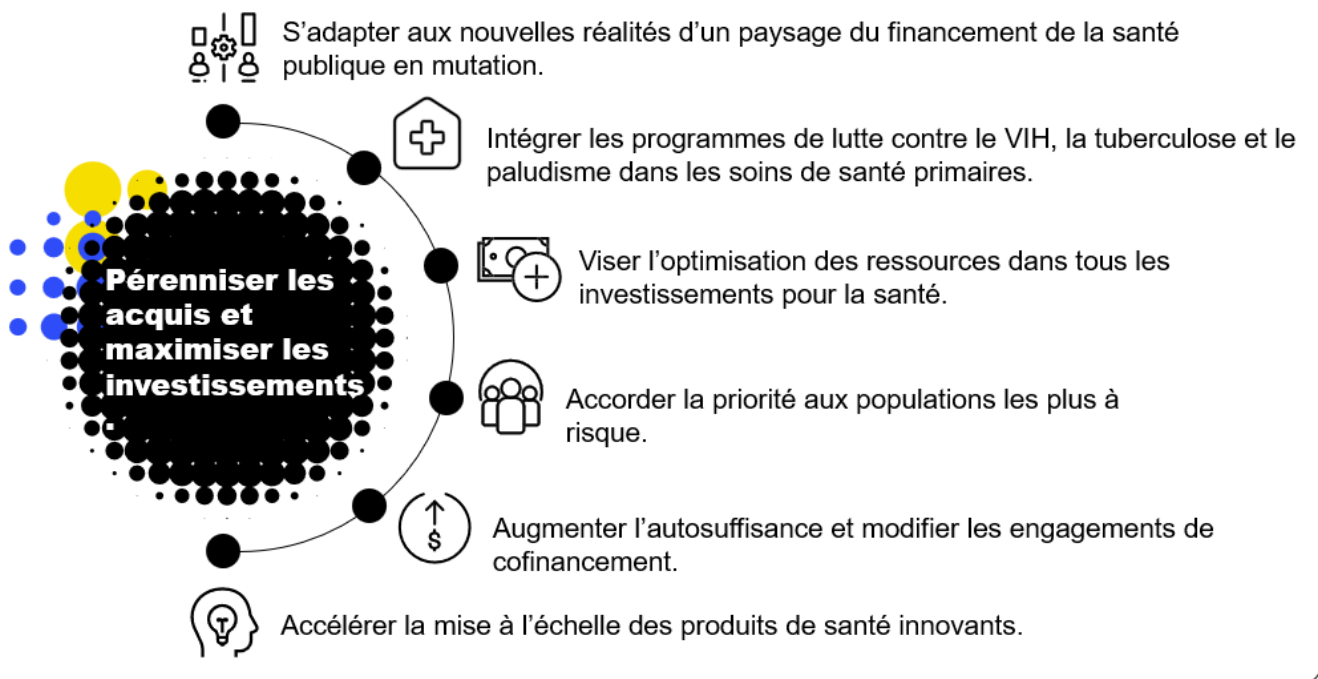 S’adapter aux nouvelles réalités d’un paysage du financement de la santé
publique en mutation.
Intégrer les programmes de lutte contre le VIH, la tuberculose et le
paludisme dans les soins de santé primaires.
Pérenniser les
acquis et
maximiser les
investissements
.
Viser l’optimisation des ressources dans tous les
investissements pour la santé.
Accorder la priorité aux populations les plus à
risque.
$
Augmenter l’autosuffisance et modifier les engagements de
cofinancement.
Accélérer la mise à l’échelle des produits de santé innovants.